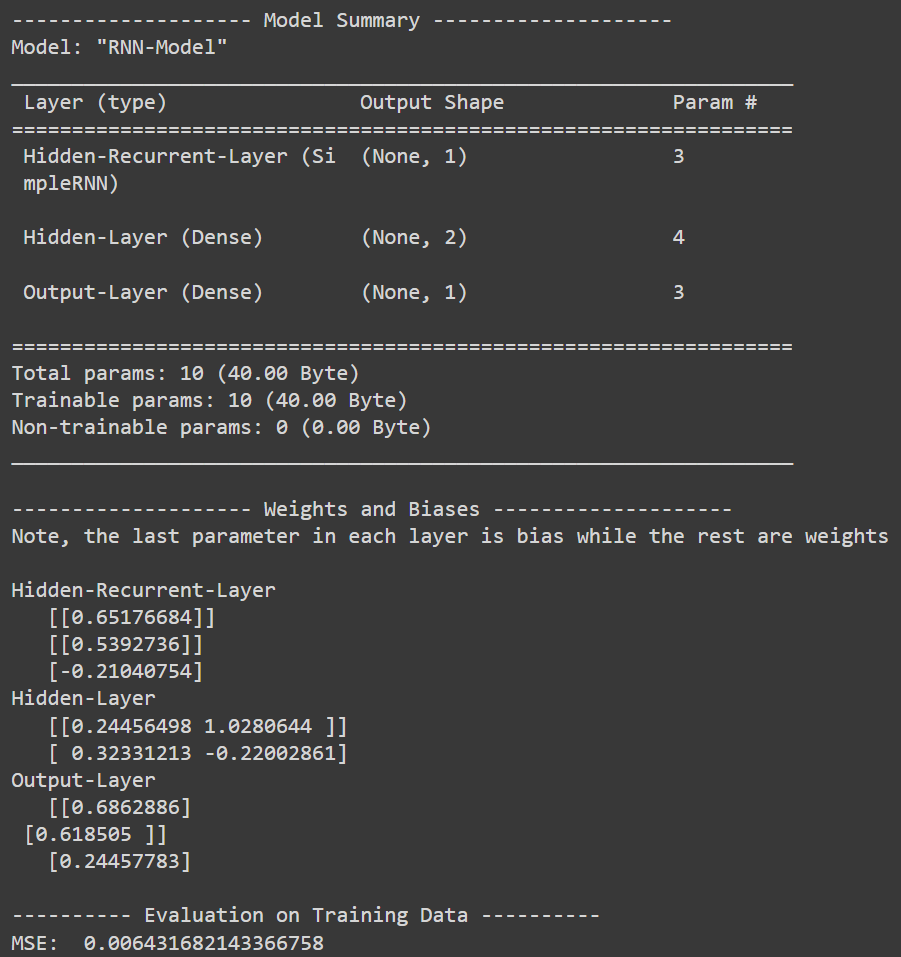 -------------------- Model Summary --------------------
Model: "RNN-Model"
_________________________________________________________________
Layer (type)                Output Shape              Param #
=================================================================
Hidden-Recurrent-Layer (Si  (None, 1)                 3
mpleRNN)
Hidden-Layer (Dense)        (None, 2)                 4
Output-Layer (Dense)        (None, 1)                 3
=================================================================
Total params: 10 (40.00 Byte)
Trainable params: 10 (40.00 Byte)
Non-trainable params: 0 (0.00 Byte)
_________________________________________________________________
-------------------- Weights and Biases --------------------
Note, the last parameter in each layer is bias while the rest are weights
Hidden-Recurrent-Layer
[[0.65176684]]
[[0.5392736]]
[-0.21040754]
Hidden-Layer
[[0.24456498 1.0280644 ]]
[ 0.32331213 -0.22002861]
Output-Layer
[[0.6862886]
[0.618505 ]]
[0.24457783]
---------- Evaluation on Training Data ----------
MSE:  0.006431682143366758